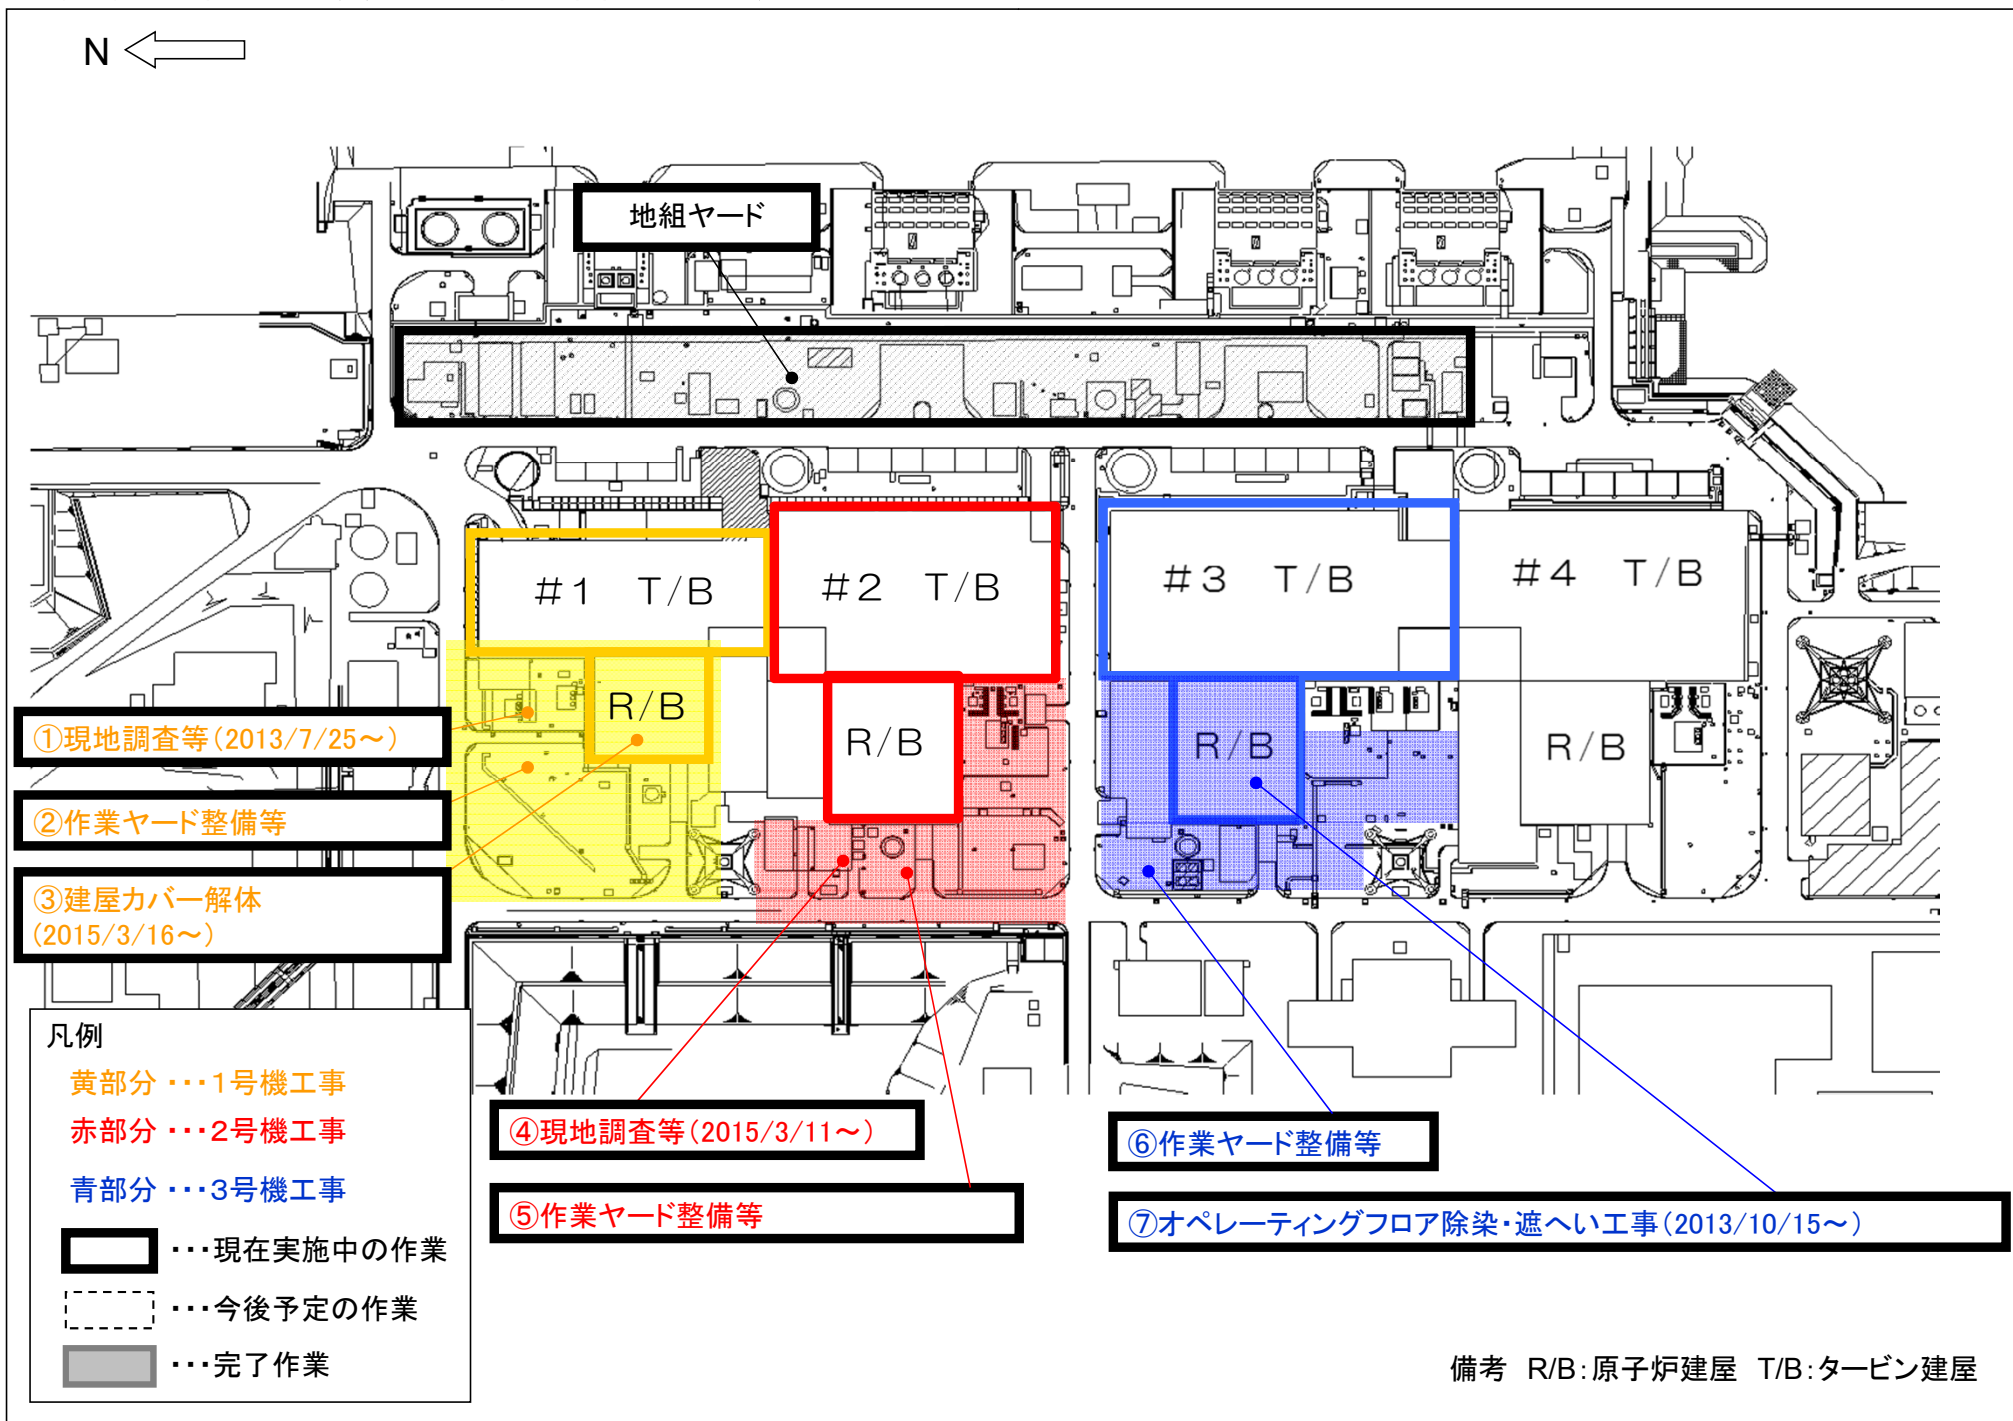 N
地組ヤード
#1 T/B
#2 T/B
#3 T/B
#4 T/B
R/B
R/B
R/B
R/B
①現地調査等(2013/7/25～)
②作業ヤード整備等
③建屋カバー解体
(2015/3/16～)
④現地調査等(2015/3/11～)
⑤作業ヤード整備等
⑥作業ヤード整備等
⑦オペレーティングフロア除染・遮へい工事(2013/10/15～)
凡例
黄部分 ・・・1号機工事
赤部分 ・・・2号機工事
青部分 ・・・3号機工事
・・・現在実施中の作業
・・・今後予定の作業
・・・完了作業
備考 R/B:原子炉建屋 T/B:タービン建屋